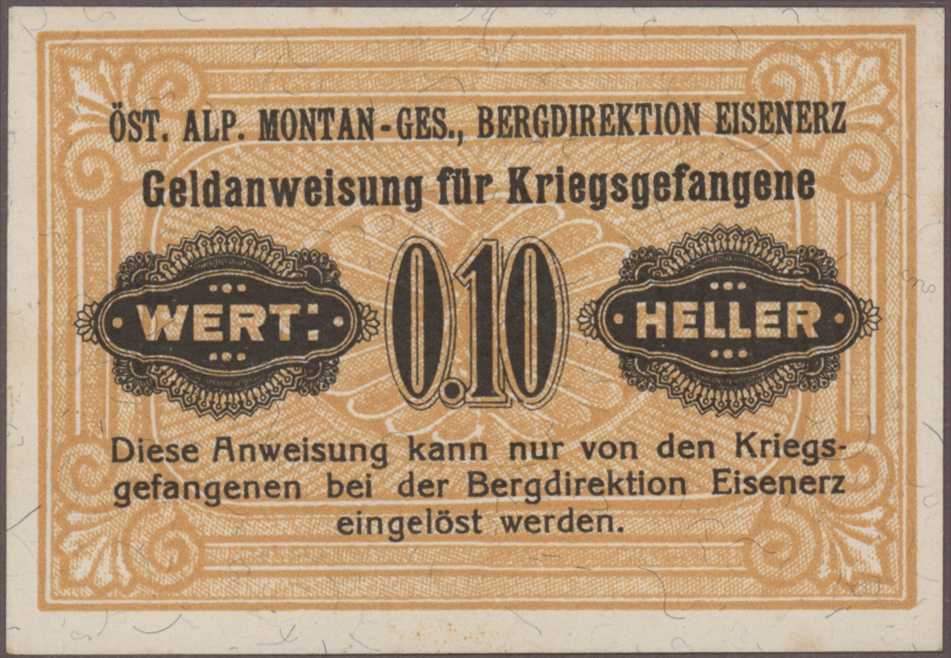 ÖST. ALP. MONTAN-GES., BERGDIREKTION EISENERZ
Geldanweisung für Kriegsgefangene
WERT: 0.10 HELLER
Diese Anweisung kann nur von den Kriegs-
gefangenen bei der Bergdirektion Eisenerz
eingelöst werden.